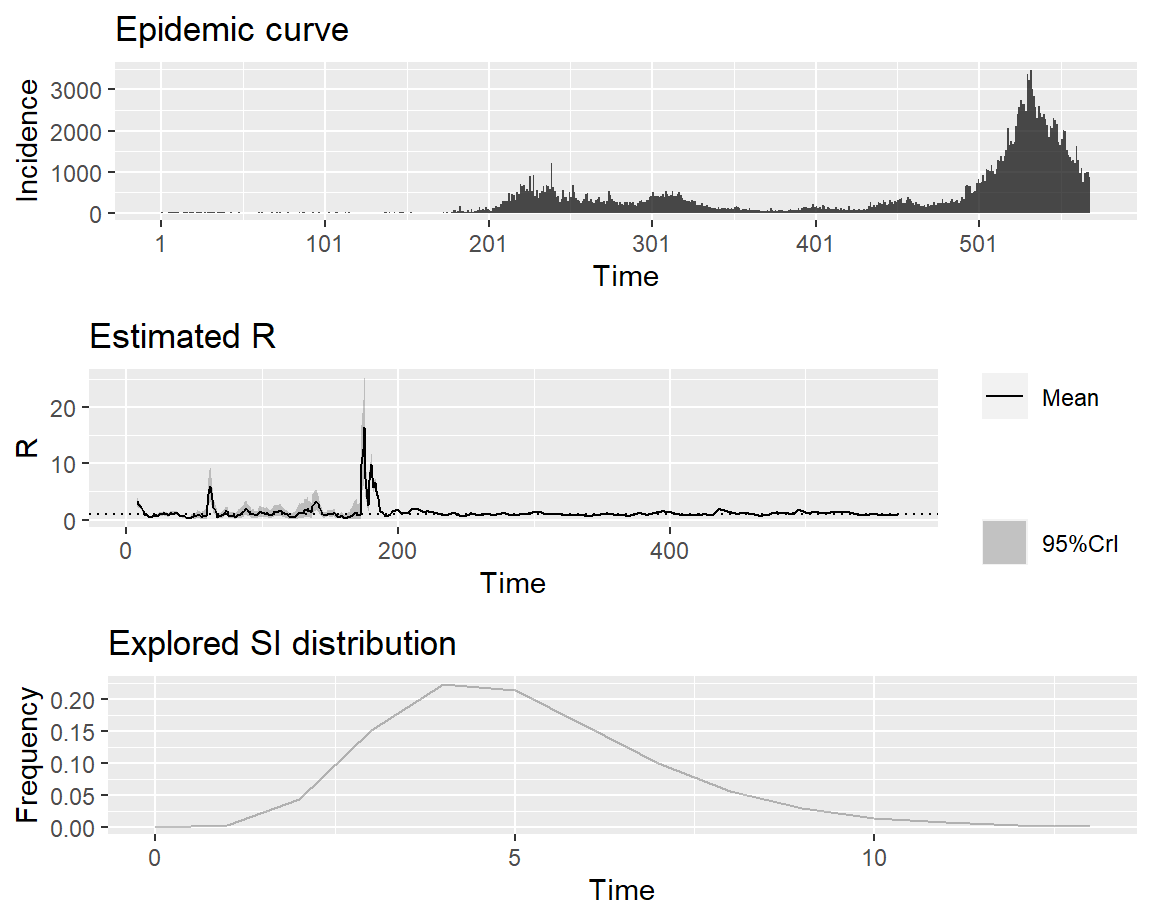 Epidemic curve
Incidence
3000
2000
1000
0
1 101 201 301 401 501
Time
Estimated R
R
20
10
0
0 200 400
Time
Mean
95%CrI
Explored SI distribution
Frequency
0.20
0.15
0.10
0.05
0.00
0 5 10
Time